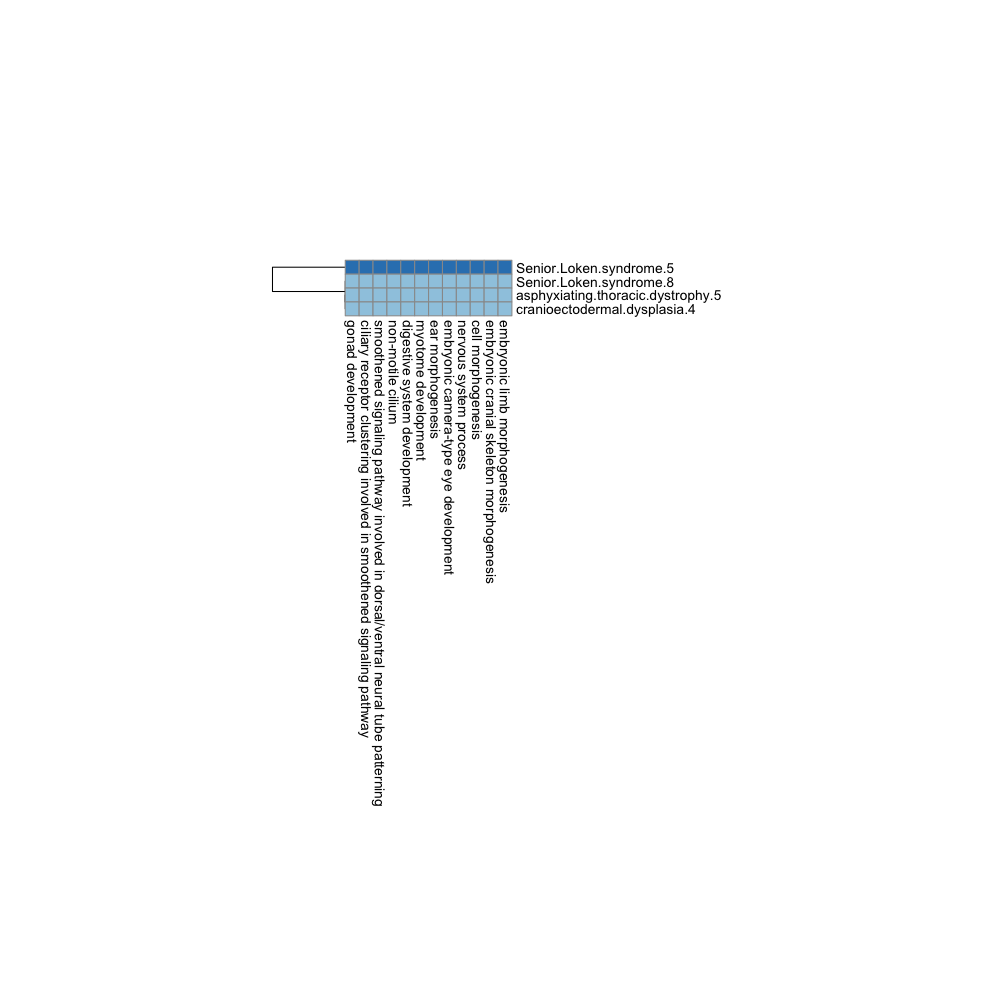 Senior.Loken.syndrome.5
Senior.Loken.syndrome.8
asphyxiating.thoracic.dystrophy.5
cranioectodermal.dysplasia.4
gonad development
ciliary receptor clustering involved in smoothened signaling pathway
smoothened signaling pathway involved in dorsal/ventral neural tube patterning
non-motile cilium
digestive system development
myotome development
ear morphogenesis
embryonic camera-type eye development
nervous system process
cell morphogenesis
embryonic cranial skeleton morphogenesis
embryonic limb morphogenesis